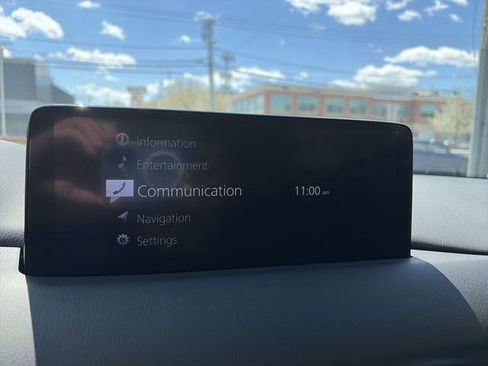 Information
Entertainment
Communication 11:00 am
Navigation
Settings